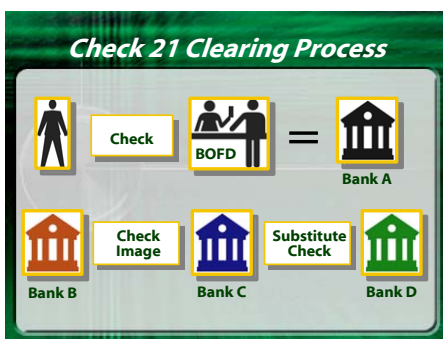 Check 21 Clearing Process
Check
BOFD
=
Bank A
Check
Image
Substitute
Check
Bank B
Bank C
Bank D